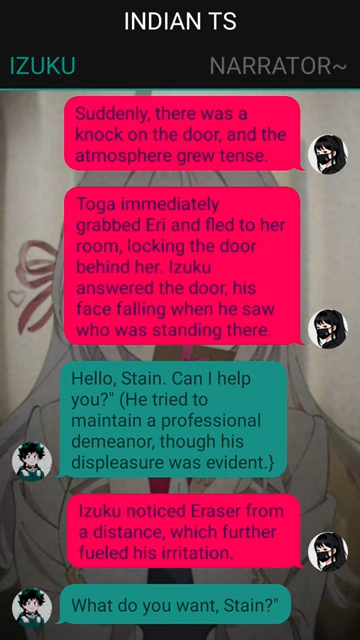 INDIAN TS
IZUKU
NARRATOR~
Suddenly, there was a
knock on the door, and the
atmosphere grew tense.
Toga immediately
grabbed Eri and fled to her
room, locking the door
behind her. Izuku
answered the door, his
face falling when he saw
who was standing there.
Hello, Stain. Can I help
you?" (He tried to
maintain a professional
demeanor, though his
displeasure was evident.}
Izuku noticed Eraser from
a distance, which further
fueled his irritation.
What do you want, Stain?"